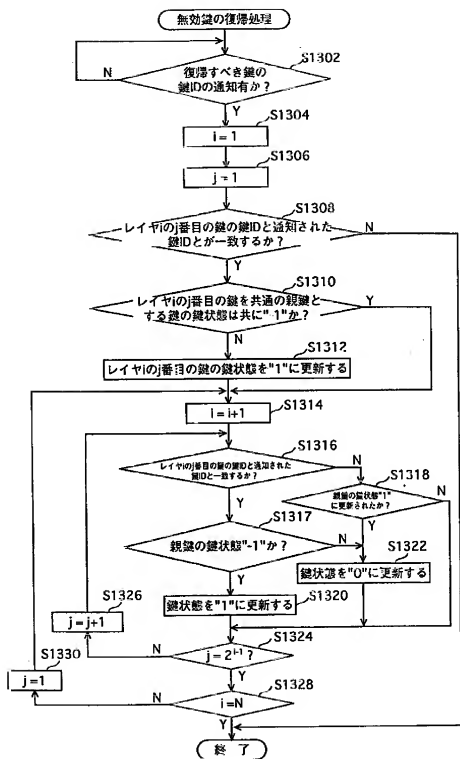 無効鍵の復帰処理
S1302
復帰すべき鍵の
鍵IDの通知有か?
N
Y
S1304
i=1
S1306
j=1
S1308
レイヤiのj番目の鍵の鍵IDと通知された
鍵IDとが一致するか?
N
Y
S1310
レイヤiのj番目の鍵を共通の親鍵と
する鍵の鍵状態は共に"-1"か?
Y
N
S1312
レイヤiのj番目の鍵の鍵状態を"1"に更新する
S1314
i=i+1
S1316
レイヤiのj番目の鍵の鍵IDと通知された
鍵IDと一致するか?
N
S1318
親鍵の鍵状態"1"
に更新されたか?
N
Y
Y
S1317
親鍵の鍵状態"-1"か?
N
S1322
鍵状態を"0"に更新する
Y
S1320
鍵状態を"1"に更新する
S1326
j=j+1
S1324
j=2^{i-1}?
N
Y
S1330
j=1
S1328
i=N
N
Y
終了